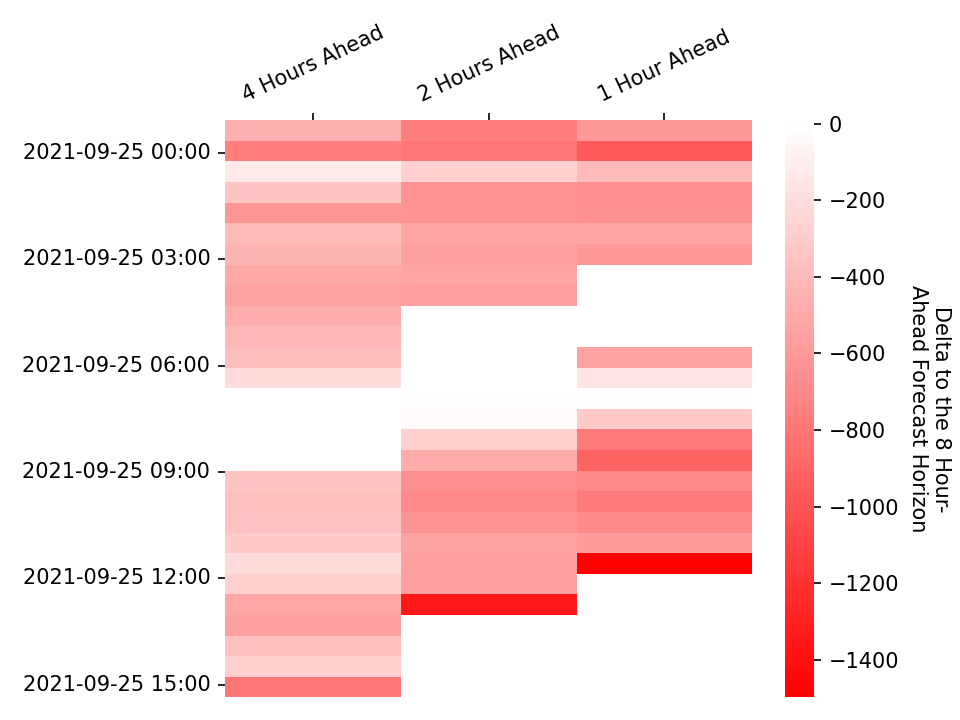 4 Hours Ahead
2 Hours Ahead
1 Hour Ahead
2021-09-25 00:00
2021-09-25 03:00
2021-09-25 06:00
2021-09-25 09:00
2021-09-25 12:00
2021-09-25 15:00
0
−200
−400
−600
−800
−1000
−1200
−1400
Delta to the 8 Hour-
Ahead Forecast Horizon